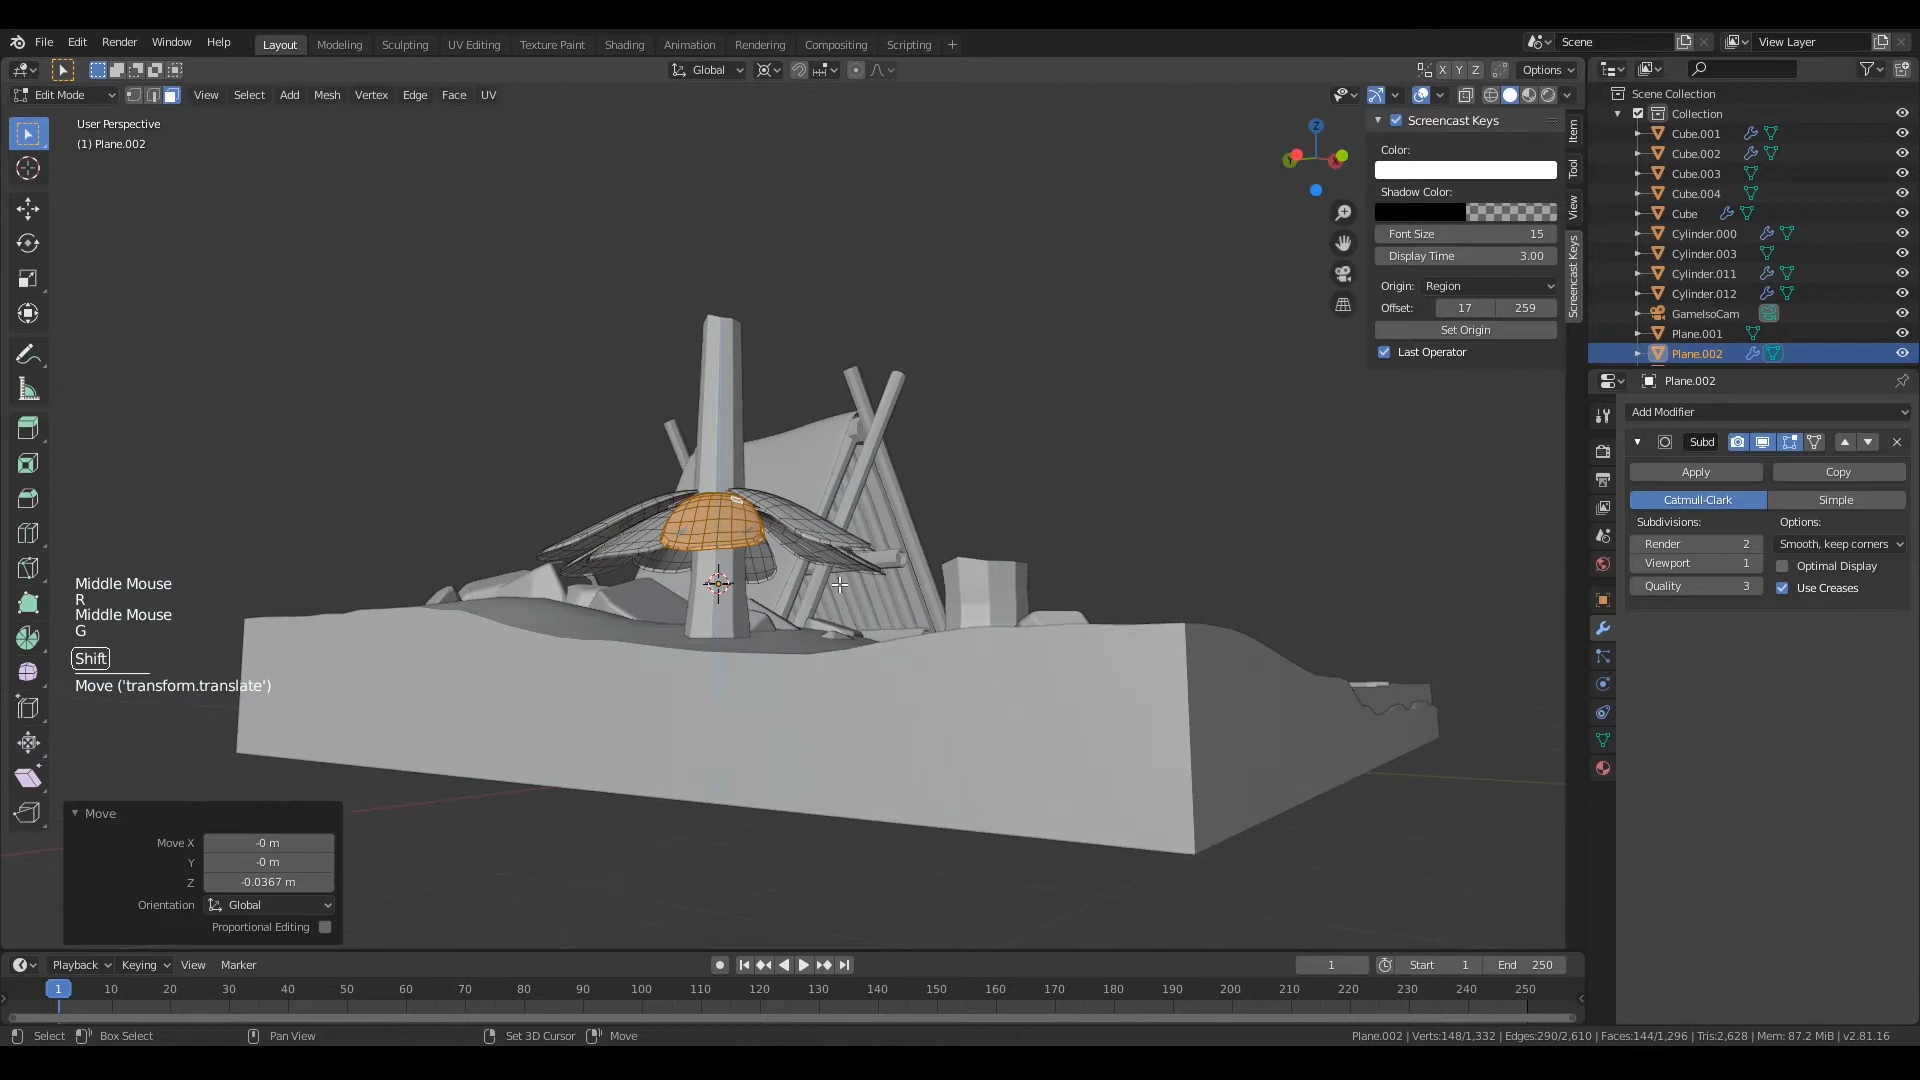 File Edit Render Window Help Layout Modeling Sculpting UV Editing Texture Paint Shading Animation Rendering Compositing Scripting + Scene View Layer
Global X Y Z Options
Edit Mode View Select Add Mesh Vertex Edge Face UV
User Perspective
(1) Plane.002
Middle Mouse
R
Middle Mouse
G
Shift
Move ('transform.translate')
Move
Move X -0 m
Y -0 m
Z -0.0367 m
Orientation Global
Proportional Editing
Z
Y
X
Screencast Keys
Color:
Shadow Color:
Font Size 15
Display Time 3.00
Origin: Region
Offset: 17 259
Set Origin
Last Operator
Item
Tool
View
Screencast Keys
Scene Collection
Collection
Cube.001
Cube.002
Cube.003
Cube.004
Cube
Cylinder.000
Cylinder.003
Cylinder.011
Cylinder.012
GameIsoCam
Plane.001
Plane.002
Plane.002
Add Modifier
Subd
Apply Copy
Catmull-Clark Simple
Subdivisions: Options:
Render 2 Smooth, keep corners
Viewport 1 Optimal Display
Quality 3 Use Creases
Playback Keying View Marker 1 Start 1 End 250
1 10 20 30 40 50 60 70 80 90 100 110 120 130 140 150 160 170 180 190 200 210 220 230 240 250
Select Box Select Pan View Set 3D Cursor Move Plane.002 | Verts:148/1,332 | Edges:290/2,610 | Faces:144/1,296 | Tris:2,628 | Mem: 87.2 MiB | v2.81.16